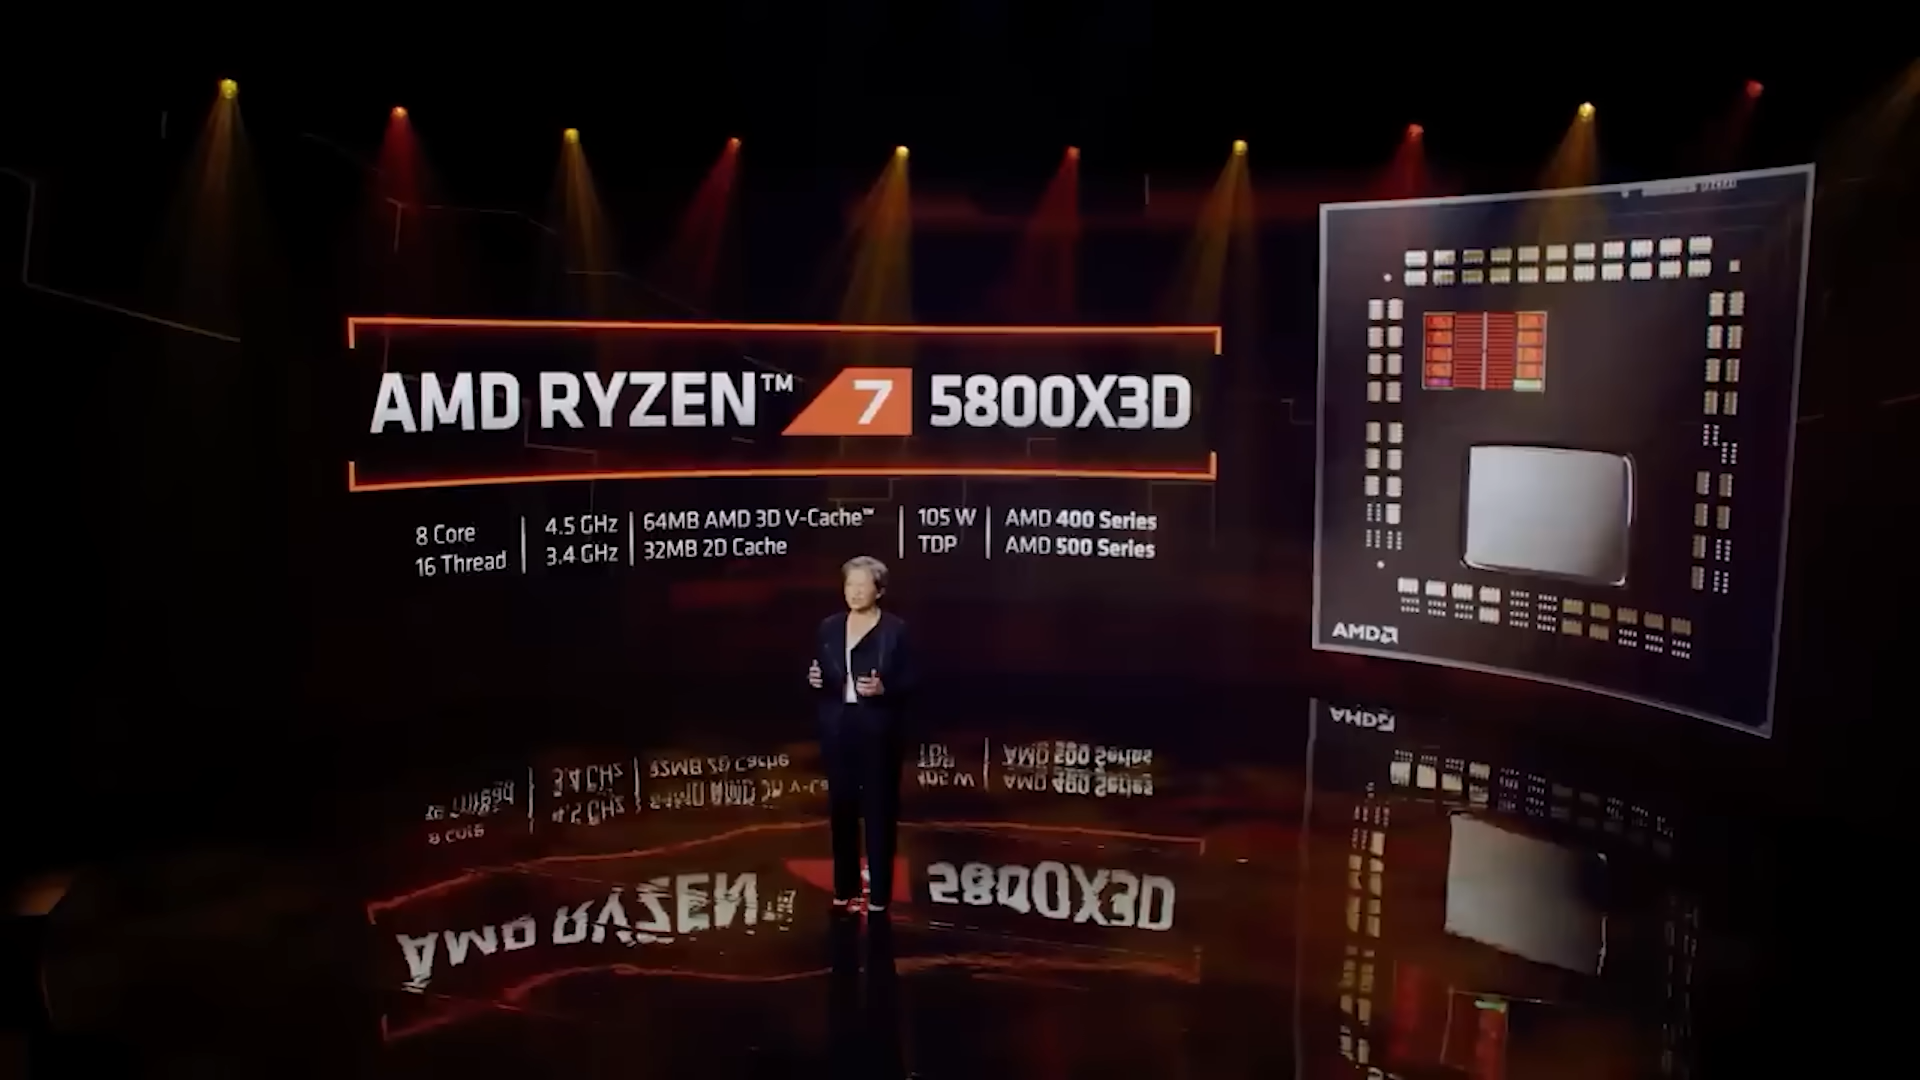 AMD RYZEN™ 7 5800X3D
8 Core
16 Thread
4.5 GHz
3.4 GHz
64MB AMD 3D V-Cache™
32MB 2D Cache
105 W
TDP
AMD 400 Series
AMD 500 Series
AMD